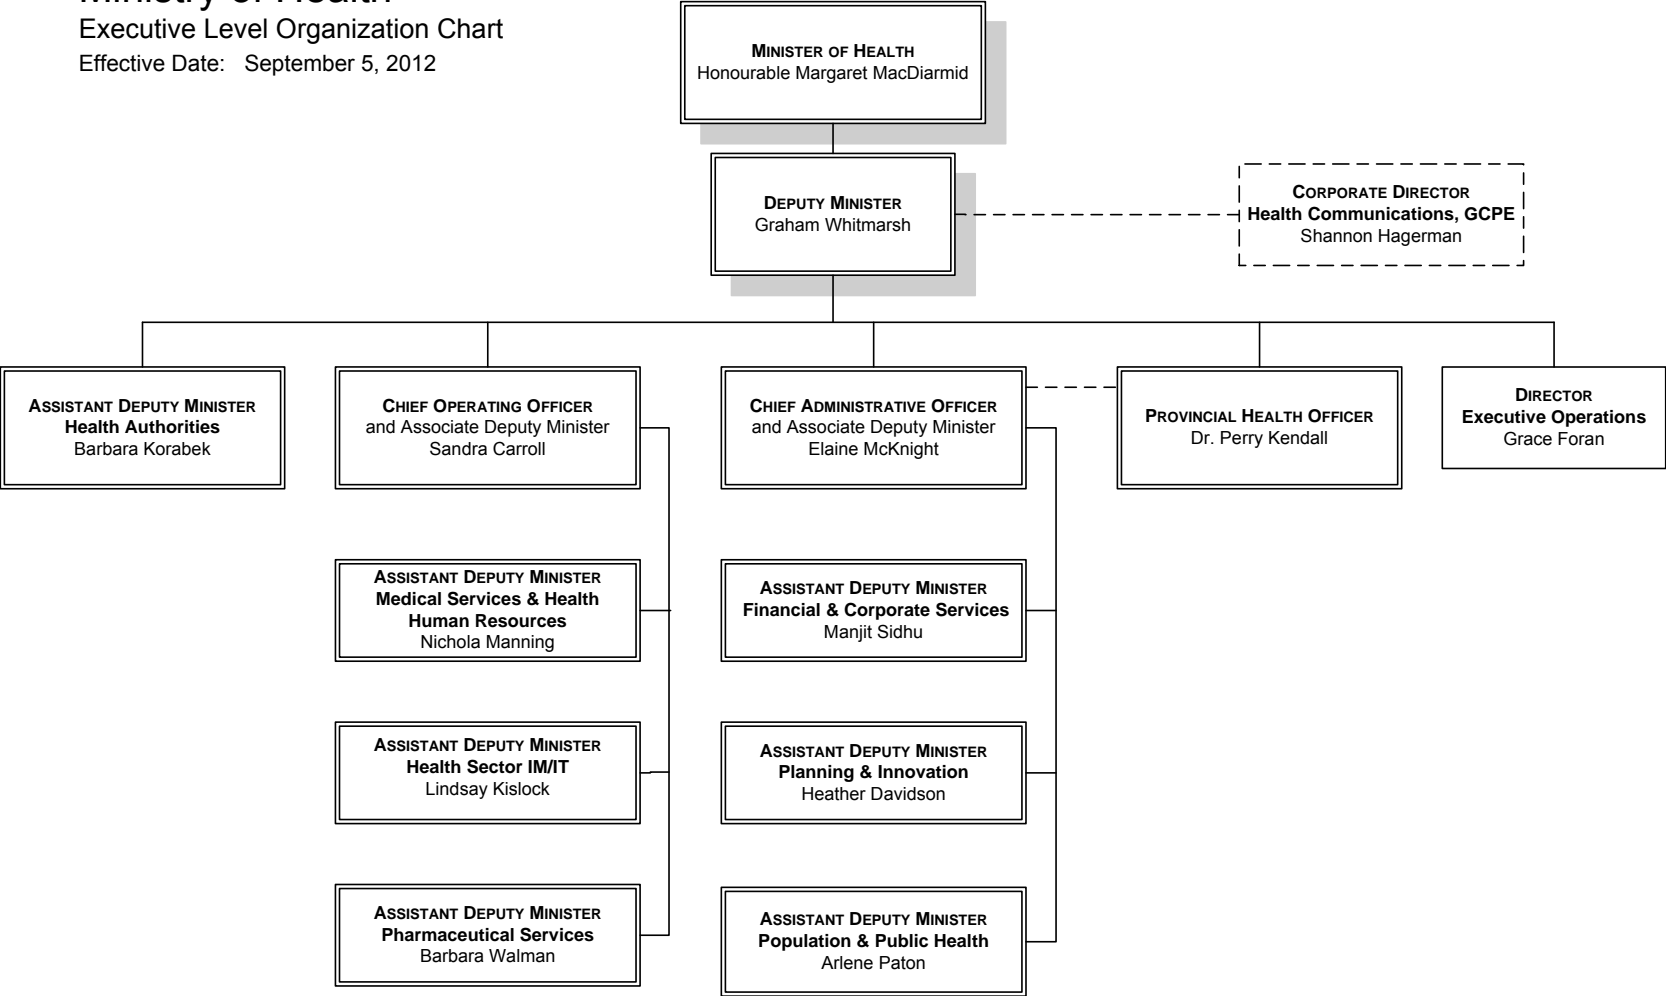 Ministry of Health
Executive Level Organization Chart
Effective Date: September 5, 2012
MINISTER OF HEALTH
Honourable Margaret MacDiarmid
DEPUTY MINISTER
Graham Whitmarsh
CORPORATE DIRECTOR
Health Communications, GCPE
Shannon Hagerman
ASSISTANT DEPUTY MINISTER
Health Authorities
Barbara Korabek
CHIEF OPERATING OFFICER
and Associate Deputy Minister
Sandra Carroll
CHIEF ADMINISTRATIVE OFFICER
and Associate Deputy Minister
Elaine McKnight
PROVINCIAL HEALTH OFFICER
Dr. Perry Kendall
DIRECTOR
Executive Operations
Grace Foran
ASSISTANT DEPUTY MINISTER
Medical Services & Health
Human Resources
Nichola Manning
ASSISTANT DEPUTY MINISTER
Financial & Corporate Services
Manjit Sidhu
ASSISTANT DEPUTY MINISTER
Health Sector IM/IT
Lindsay Kislock
ASSISTANT DEPUTY MINISTER
Planning & Innovation
Heather Davidson
ASSISTANT DEPUTY MINISTER
Pharmaceutical Services
Barbara Walman
ASSISTANT DEPUTY MINISTER
Population & Public Health
Arlene Paton